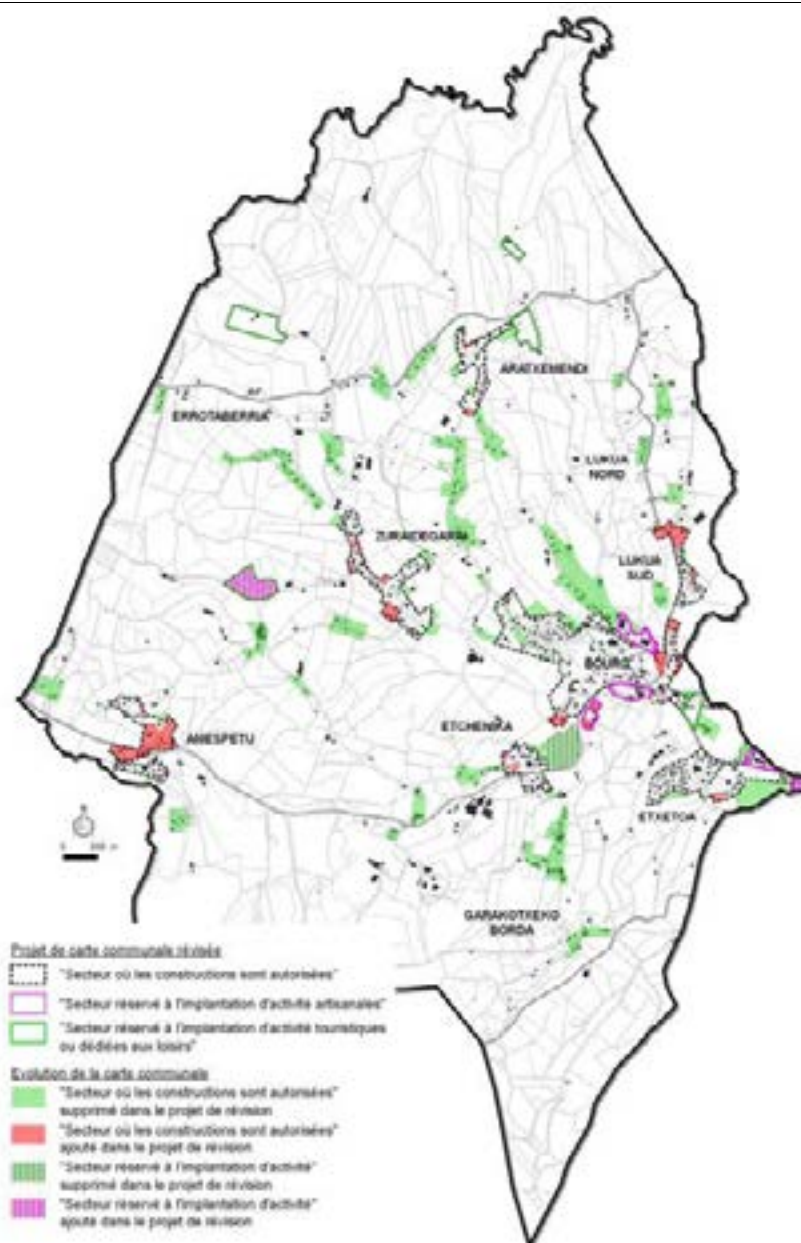 ARATXEMENDI
ERROTABERRIA
LUKUA
NORD
ZURAIDEGARAI
LUKUA
SUD
BOURG
ETCHENIKA
AMESPETU
N
ETXETOA
GARAKOTXEKO
BORDA
Projet de carte communale révisée
"Secteur où les constructions sont autorisées"
"Secteur réservé à l'implantation d'activité artisanales"
"Secteur réservé à l'implantation d'activité touristiques
ou dédiées aux loisirs"
Evolution de la carte communale
"Secteur où les constructions sont autorisées"
supprimé dans le projet de révision
"Secteur où les constructions sont autorisées"
ajouté dans le projet de révision
"Secteur réservé à l'implantation d'activité"
supprimé dans le projet de révision
"Secteur réservé à l'implantation d'activité"
ajouté dans le projet de révision